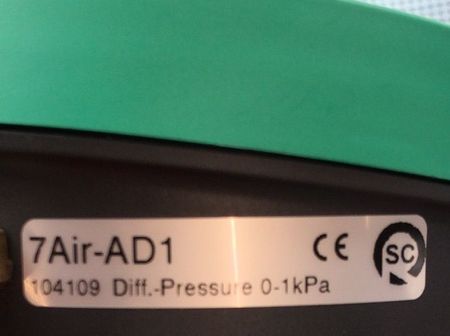 7Air-AD1
CE
SC
104109 Diff.-Pressure 0-1kPa